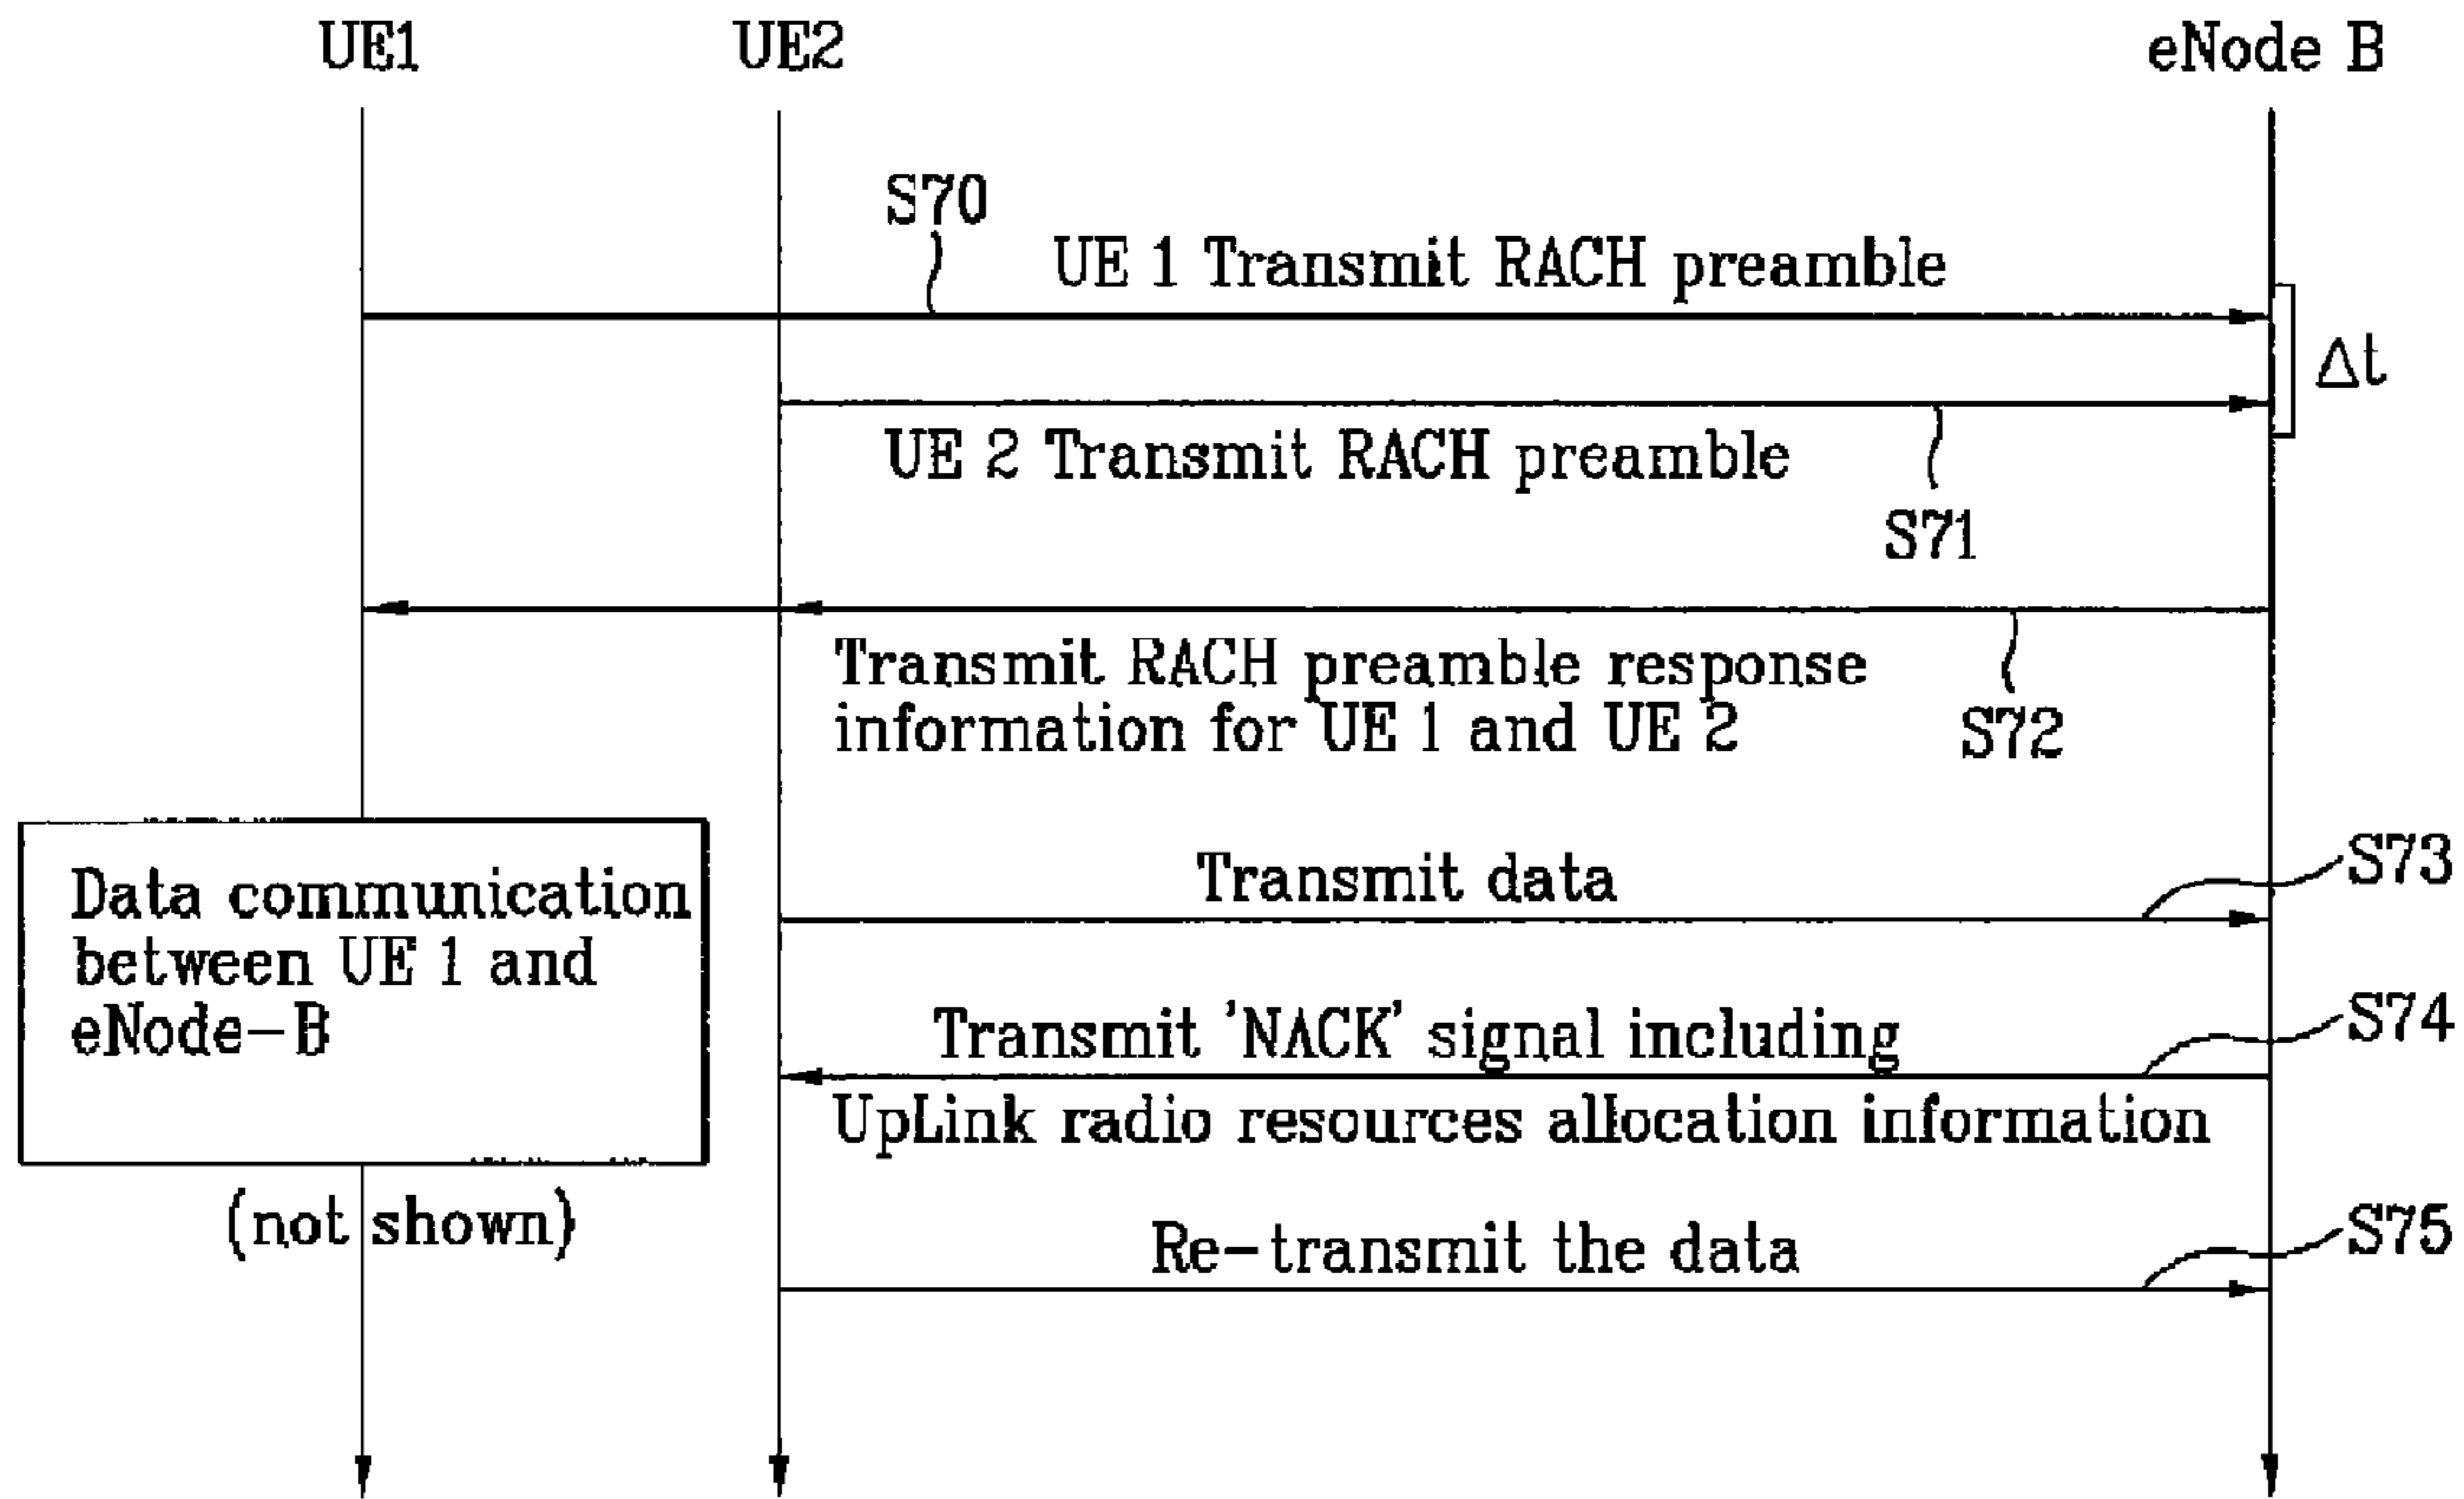 UE1
UE2
eNode B
S70
UE 1 Transmit RACH preamble
Δt
UE 2 Transmit RACH preamble
S71
Transmit RACH preamble response
information for UE 1 and UE 2
S72
Data communication
between UE 1 and
eNode-B
(not shown)
Transmit data
S73
Transmit 'NACK' signal including
S74
UpLink radio resources allocation information
Re-transmit the data
S75